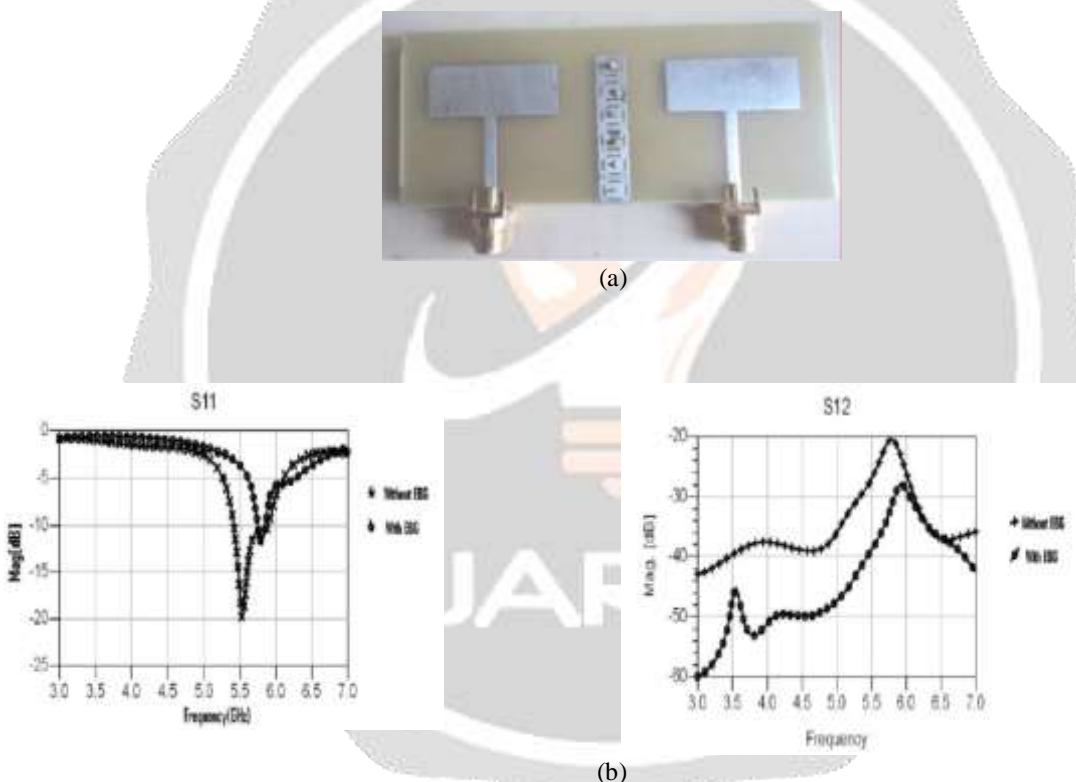 (a)
S11
0
-5
-10
-15
-20
-25
Mag[dB]
3.0 3.5 4.0 4.5 5.0 5.5 6.0 6.5 7.0
Frequency(GHz)
Without EBG
With EBG
S12
-20
-30
-40
-50
-60
Mag. [dB]
3.0 3.5 4.0 4.5 5.0 5.5 6.0 6.5 7.0
Frequency
Without EBG
With EBG
(b)